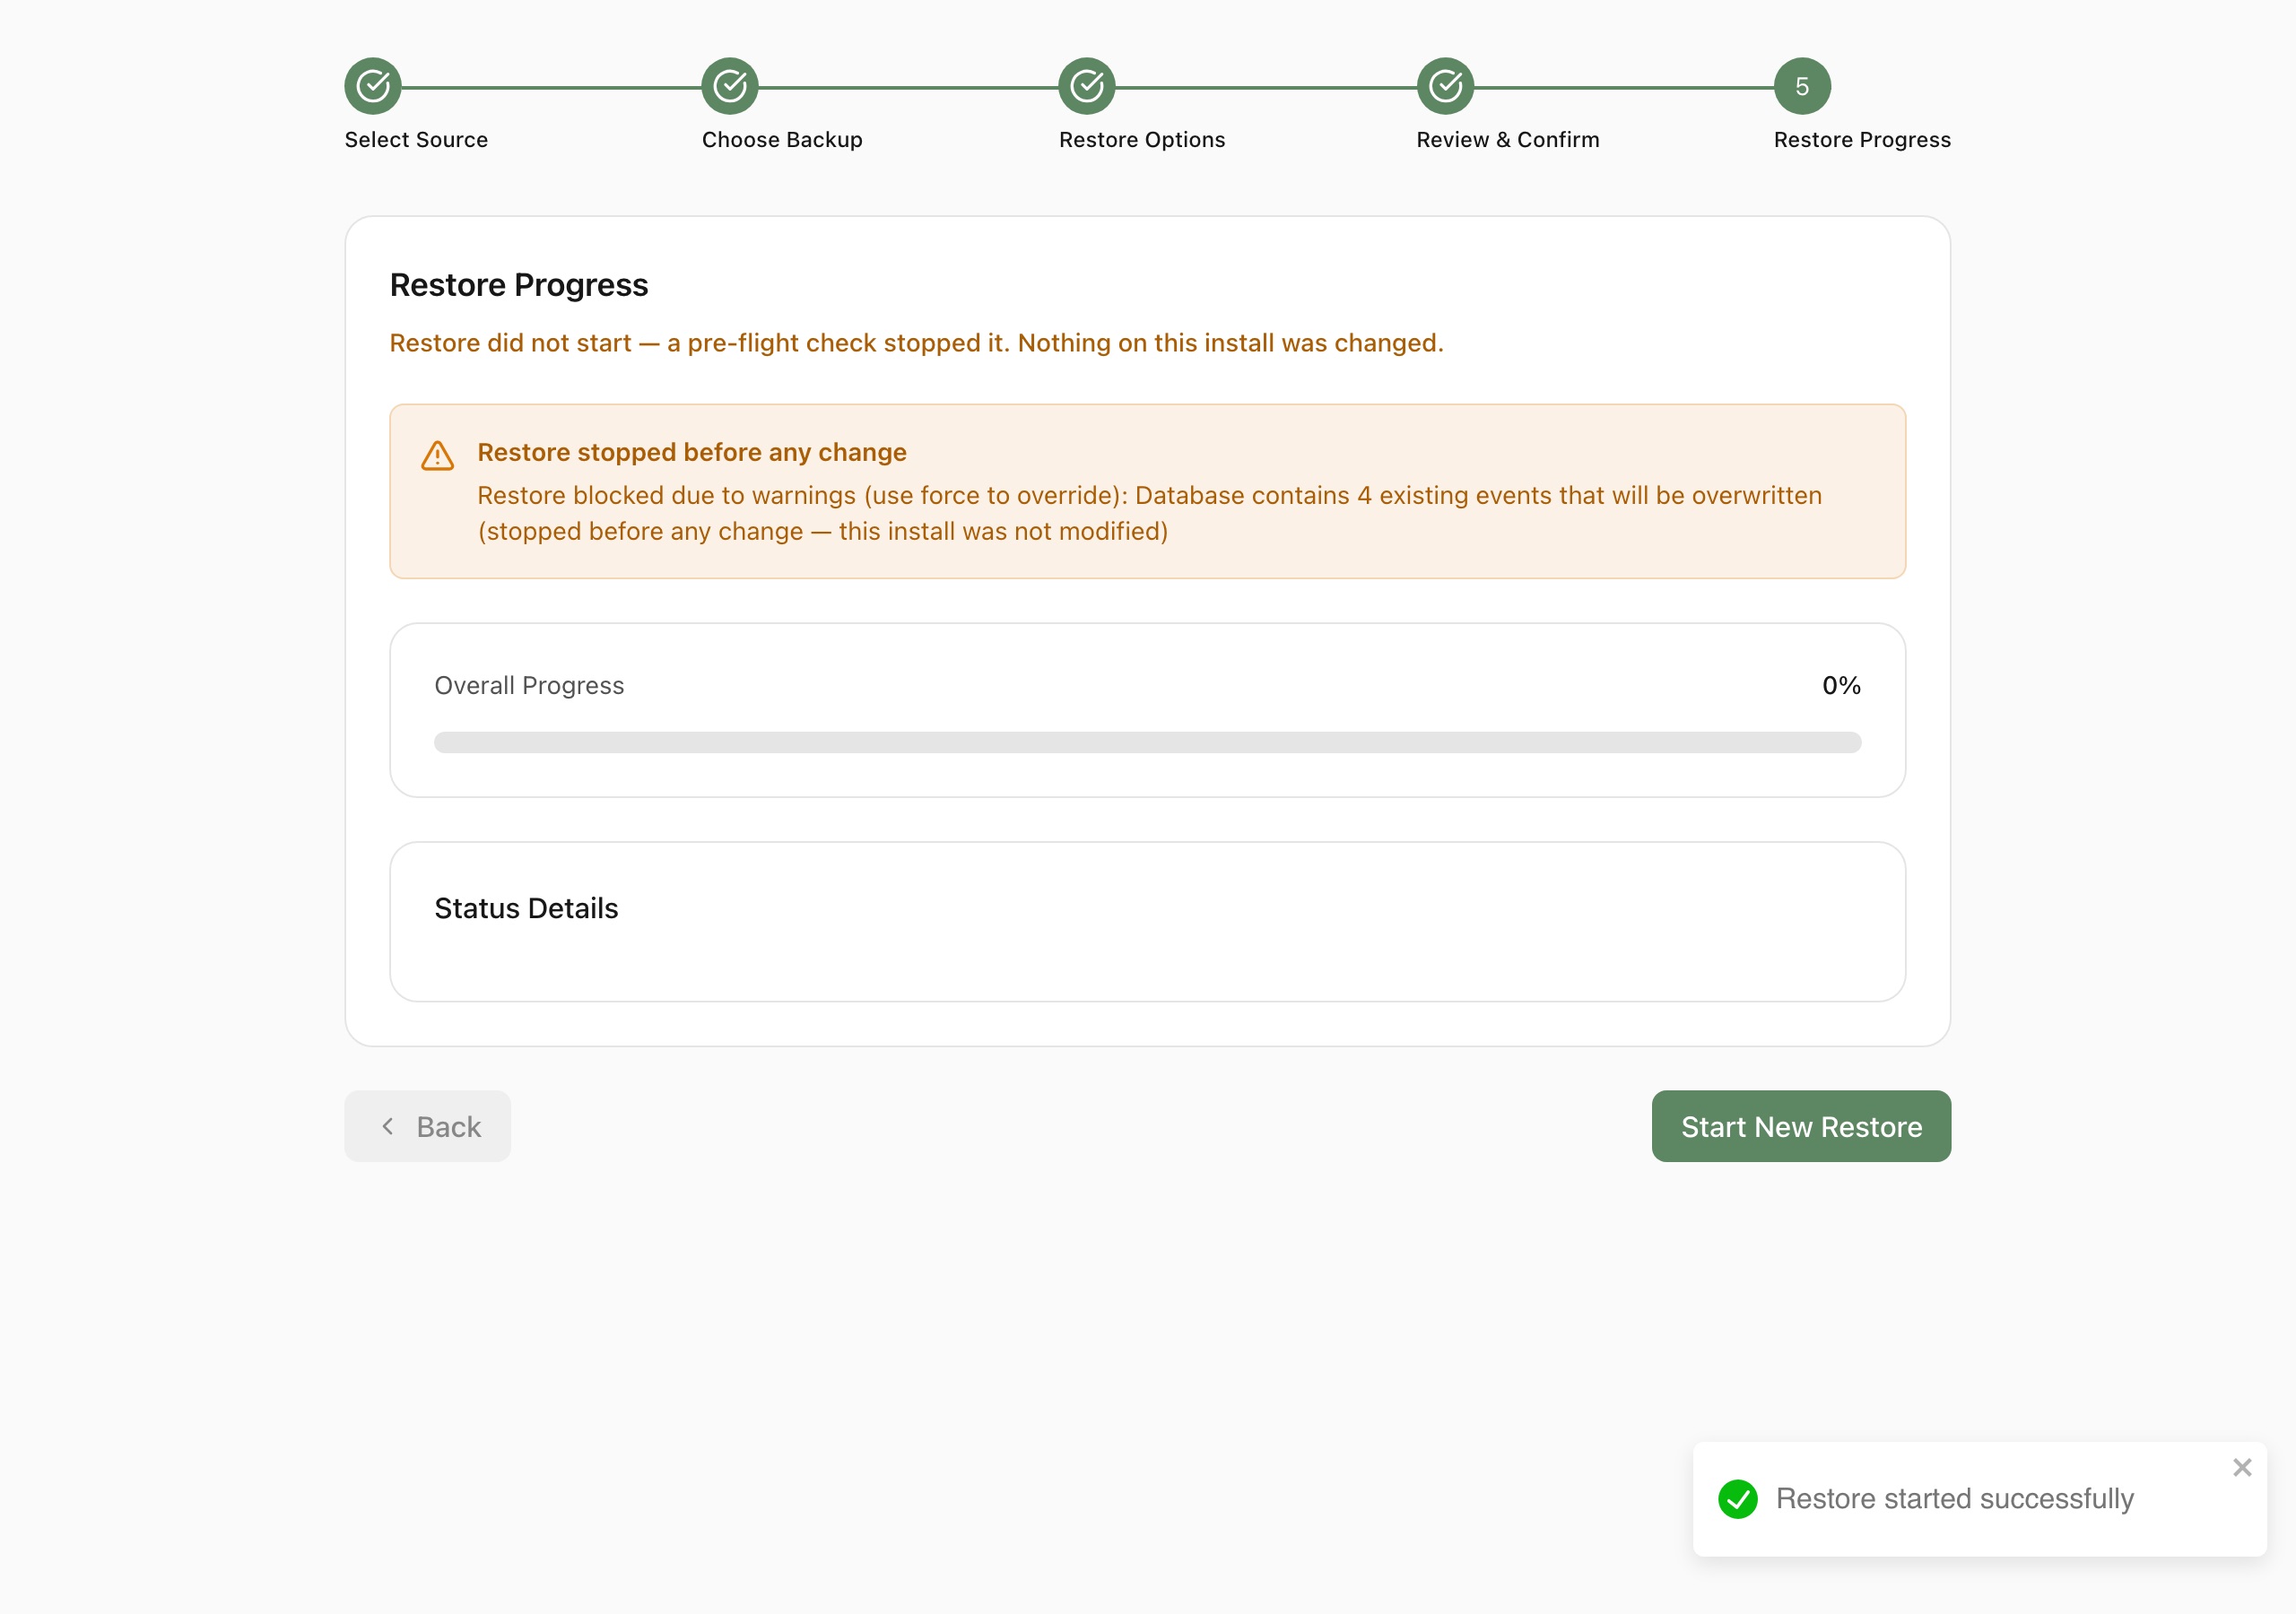 5
Select Source
Choose Backup
Restore Options
Review & Confirm
Restore Progress
Restore Progress
Restore did not start — a pre-flight check stopped it. Nothing on this install was changed.
Restore stopped before any change
Restore blocked due to warnings (use force to override): Database contains 4 existing events that will be overwritten
(stopped before any change — this install was not modified)
Overall Progress
0%
Status Details
Back
Start New Restore
Restore started successfully